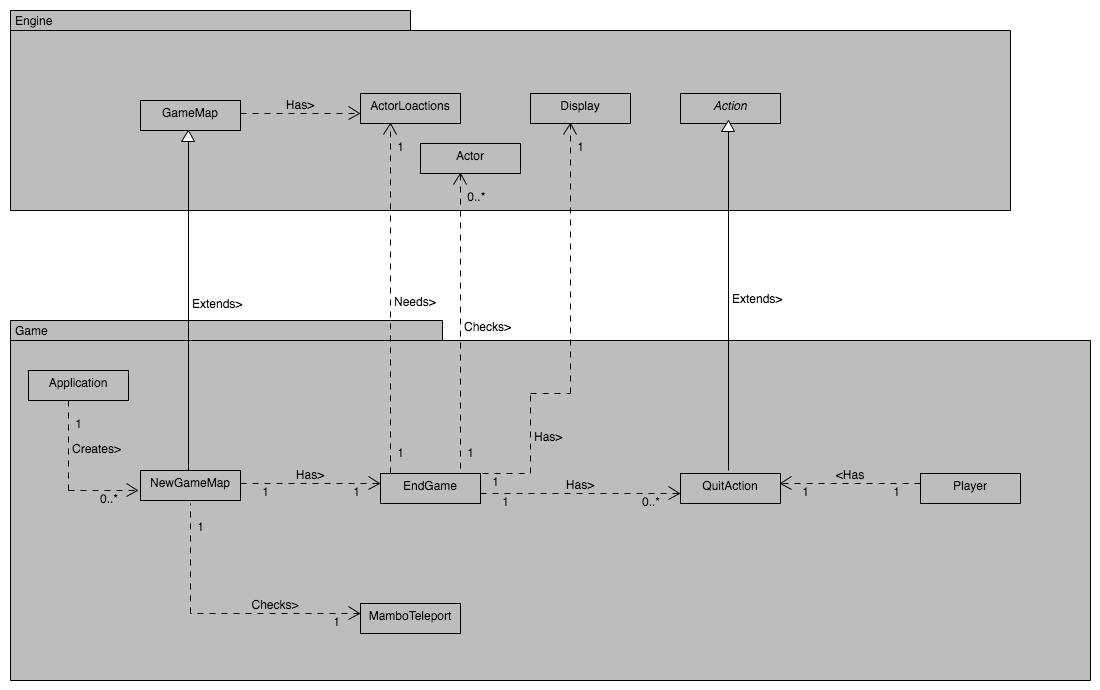 Engine
GameMap
Has>
ActorLoactions
Display
Action
1
1
Actor
0..*
Extends>
Needs>
Checks>
Extends>
Game
Application
1
Creates>
0..*
NewGameMap
Has>
1
1
1
1
EndGame
Has>
1
Has>
1
0..*
QuitAction
<Has
1
1
Player
1
Checks>
1
MamboTeleport